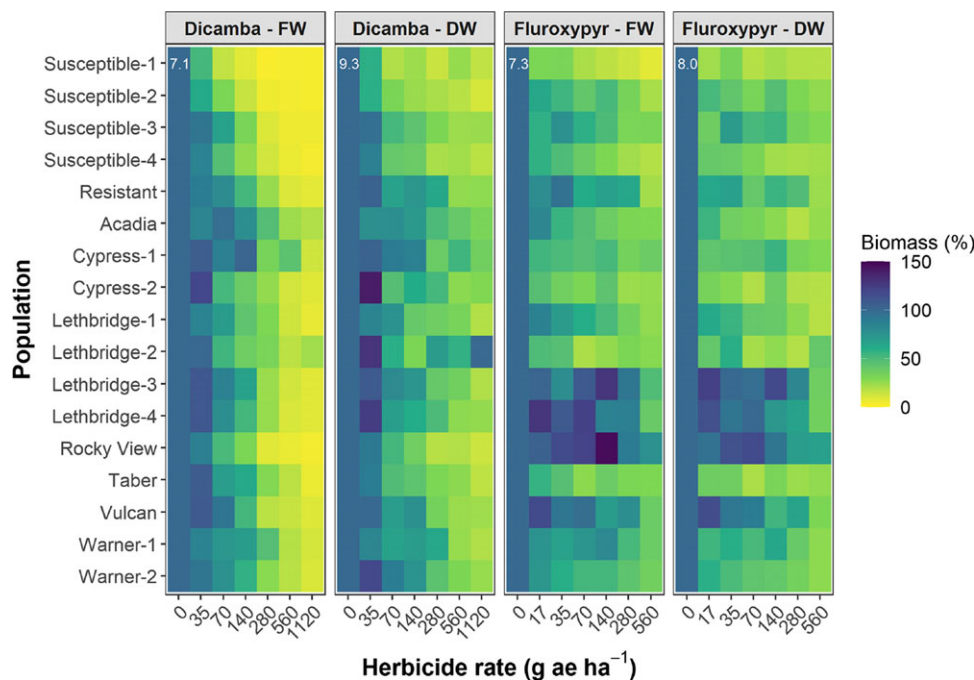 Dicamba - FW
Dicamba - DW
Fluroxypyr - FW
Fluroxypyr - DW
7.1
9.3
7.3
8.0
Population
Susceptible-1
Susceptible-2
Susceptible-3
Susceptible-4
Resistant
Acadia
Cypress-1
Cypress-2
Lethbridge-1
Lethbridge-2
Lethbridge-3
Lethbridge-4
Rocky View
Taber
Vulcan
Warner-1
Warner-2
0 35 70 140 280 560 1120
0 35 70 140 280 560 1120
0 17 35 70 140 280 560
0 17 35 70 140 280 560
Herbicide rate (g ae ha⁻¹)
Biomass (%)
150
100
50
0